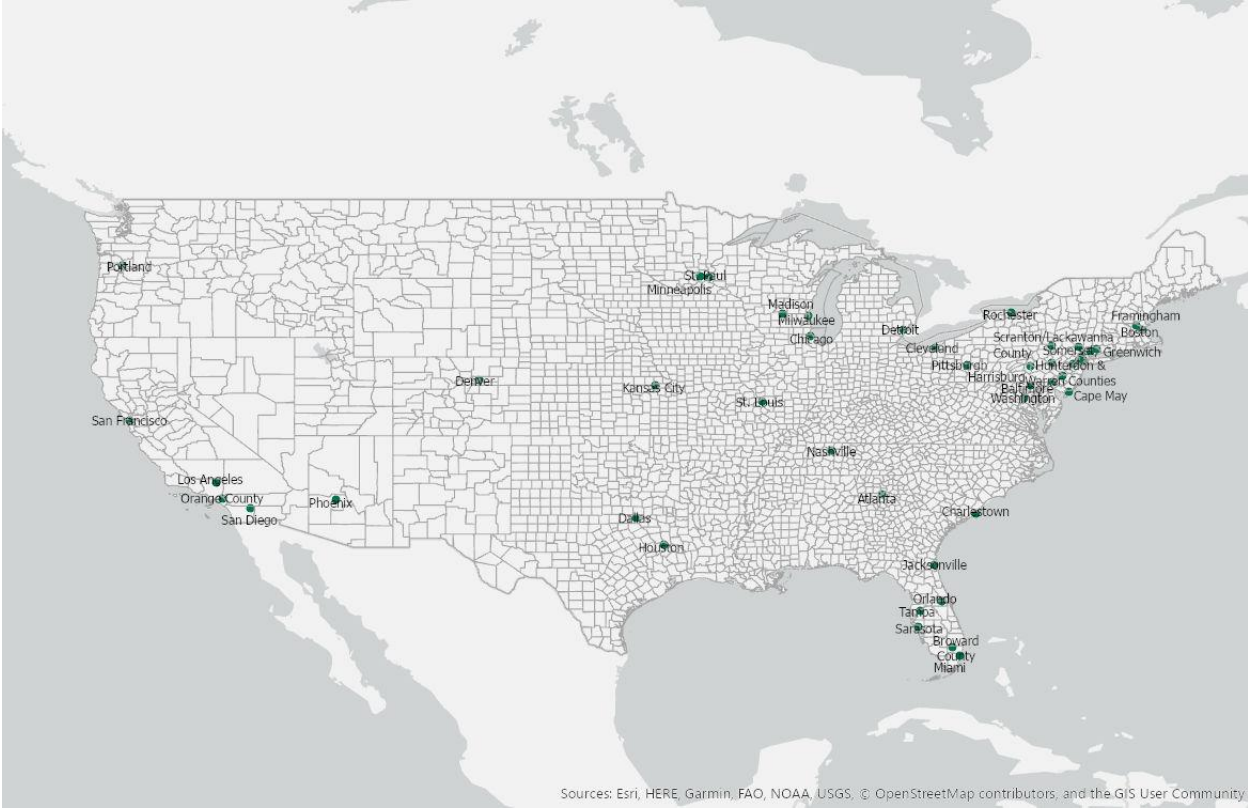 Portland
St. Paul
Minneapolis
Madison
Milwaukee
Chicago
Detroit
Rochester
Framingham
Boston
Cleveland
Scranton/Lackawanna
County
Somerset
Greenwich
Pittsburgh
Hunterdon &
Harrisburg
Warren Counties
Baltimore
Washington
Cape May
Denver
Kansas City
St. Louis
San Francisco
Nashville
Los Angeles
Orange County
San Diego
Phoenix
Atlanta
Charlestown
Dallas
Houston
Jacksonville
Orlando
Tampa
Sarasota
Broward
County
Miami
Sources: Esri, HERE, Garmin, FAO, NOAA, USGS, © OpenStreetMap contributors, and the GIS User Community